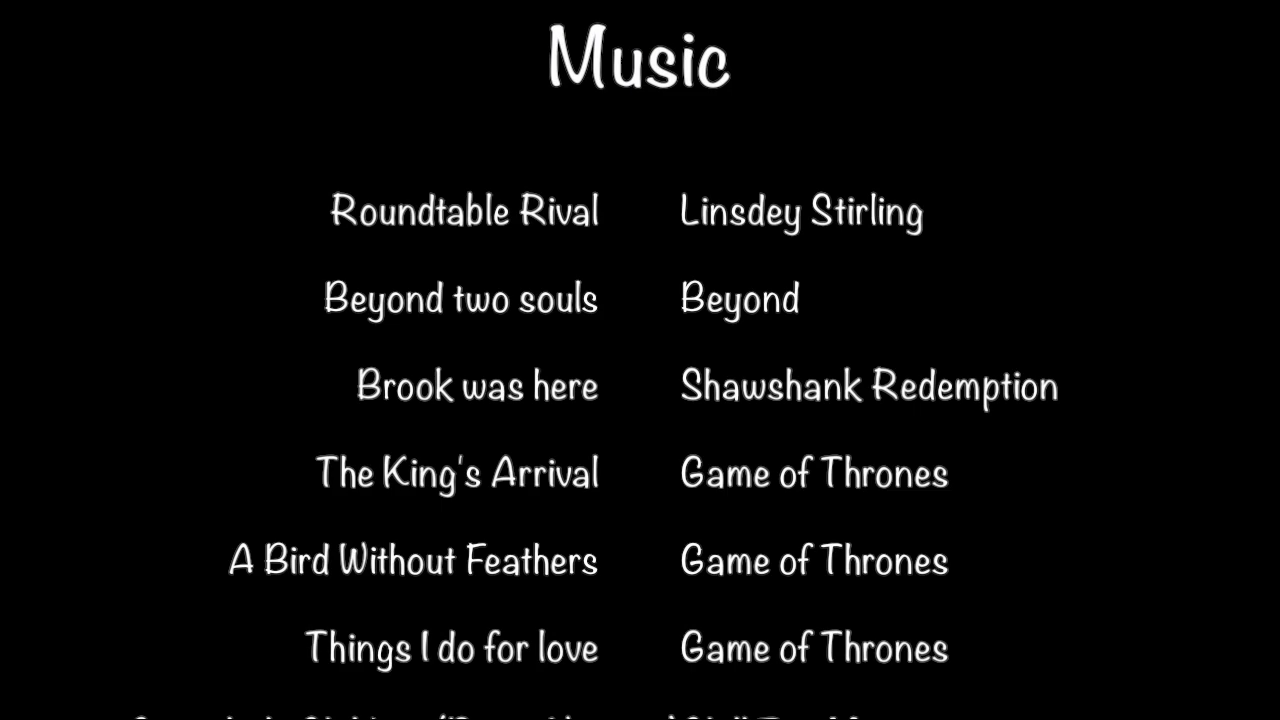 Music
Roundtable Rival Linsdey Stirling
Beyond two souls Beyond
Brook was here Shawshank Redemption
The King's Arrival Game of Thrones
A Bird Without Feathers Game of Thrones
Things I do for love Game of Thrones